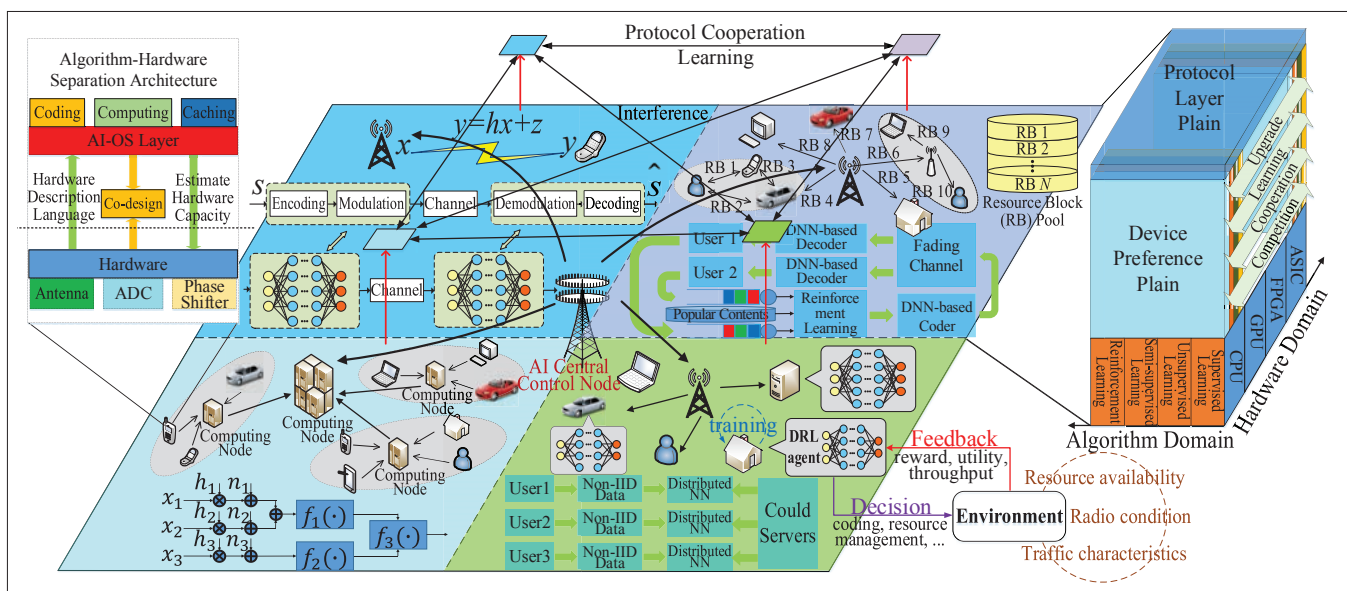 Algorithm-Hardware
Separation Architecture
Coding
Computing
Caching
AI-OS Layer
Hardware
Description
Language
Co-design
Estimate
Hardware
Capacity
Hardware
Antenna
ADC
Phase
Shifter
Protocol Cooperation
Learning
Interference
y=hx+z
x
y
S
Encoding
Modulation
Channel
Demodulation
Decoding
ŝ
Channel
RB 7
RB 8
RB 9
RB 1
RB 3
RB 6
RB 5
RB 10
RB 2
RB 4
RB 1
RB 2
RB N
Resource Block
(RB) Pool
User 1
DNN-based
Decoder
Fading
Channel
User 2
DNN-based
Decoder
Popular Contents
Reinforce
ment
Learning
DNN-based
Coder
AI Central
Control Node
Computing
Node
Computing
Node
Computing
Node
Computing
Node
h₁ n₁
x₁
h₂ n₂
x₂
h₃ n₃
x₃
f₁(·)
f₂(·)
f₃(·)
training
DRL
agent
User1
Non-IID
Data
Distributed
NN
User2
Non-IID
Data
Distributed
NN
User3
Non-IID
Data
Distributed
NN
Could
Servers
Feedback
reward, utility,
throughput
Decision
coding, resource
management, ...
Environment
Resource availability
Radio condition
Traffic characteristics
Protocol
Layer
Plain
Device
Preference
Plain
Upgrade
Learning
Cooperation
Competition
ASIC
FPGA
GPU
CPU
Reinforcement
Learning
Semi-supervised
Learning
Unsupervised
Learning
Supervised
Learning
Algorithm Domain
Hardware Domain